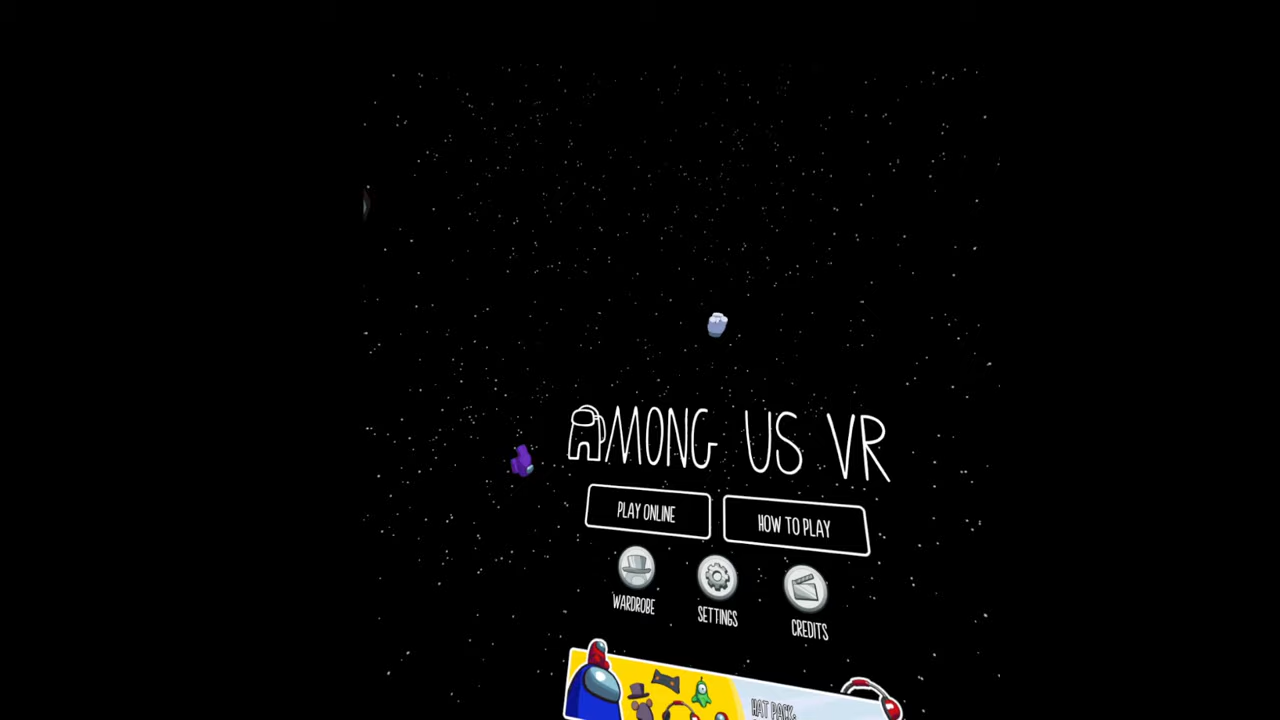 AMONG US VR
PLAY ONLINE
HOW TO PLAY
WARDROBE
SETTINGS
CREDITS
HAT PACK: